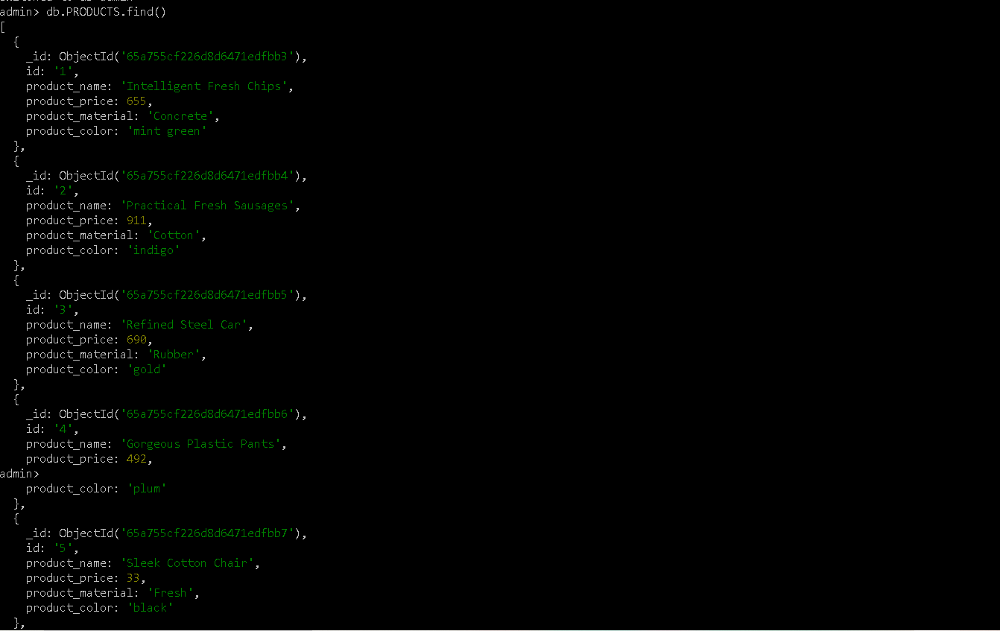 admin> db.PRODUCTS.find()
[
  {
    _id: ObjectId('65a755cf226d8d6471edfbb3'),
    id: '1',
    product_name: 'Intelligent Fresh Chips',
    product_price: 655,
    product_material: 'Concrete',
    product_color: 'mint green'
  },
  {
    _id: ObjectId('65a755cf226d8d6471edfbb4'),
    id: '2',
    product_name: 'Practical Fresh Sausages',
    product_price: 911,
    product_material: 'Cotton',
    product_color: 'indigo'
  },
  {
    _id: ObjectId('65a755cf226d8d6471edfbb5'),
    id: '3',
    product_name: 'Refined Steel Car',
    product_price: 690,
    product_material: 'Rubber',
    product_color: 'gold'
  },
  {
    _id: ObjectId('65a755cf226d8d6471edfbb6'),
    id: '4',
    product_name: 'Gorgeous Plastic Pants',
    product_price: 492,
admin>
    product_color: 'plum'
  },
  {
    _id: ObjectId('65a755cf226d8d6471edfbb7'),
    id: '5',
    product_name: 'Sleek Cotton Chair',
    product_price: 33,
    product_material: 'Fresh',
    product_color: 'black'
  },